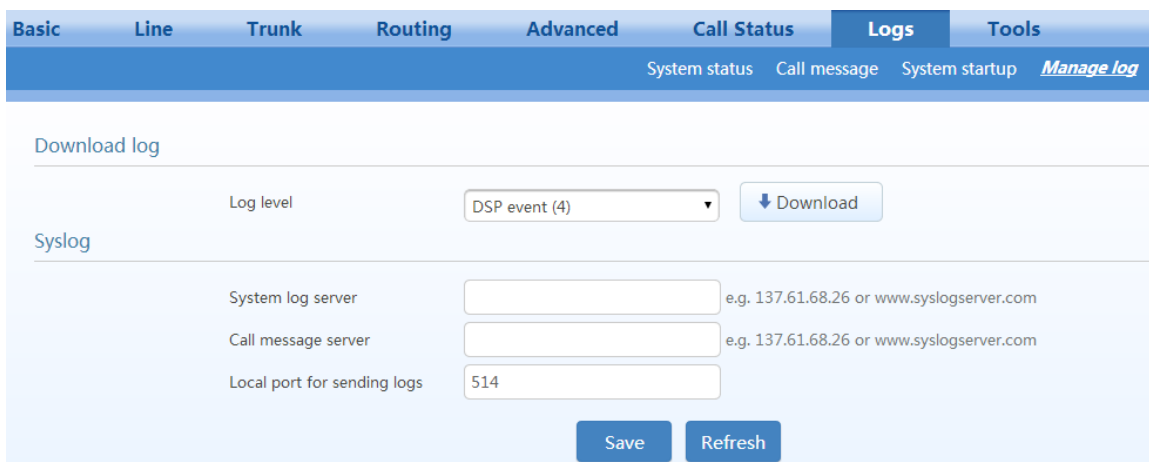 Basic Line Trunk Routing Advanced Call Status Logs Tools
System status Call message System startup Manage log
Download log
Log level DSP event (4) Download
Syslog
System log server e.g. 137.61.68.26 or www.syslogserver.com
Call message server e.g. 137.61.68.26 or www.syslogserver.com
Local port for sending logs 514
Save Refresh